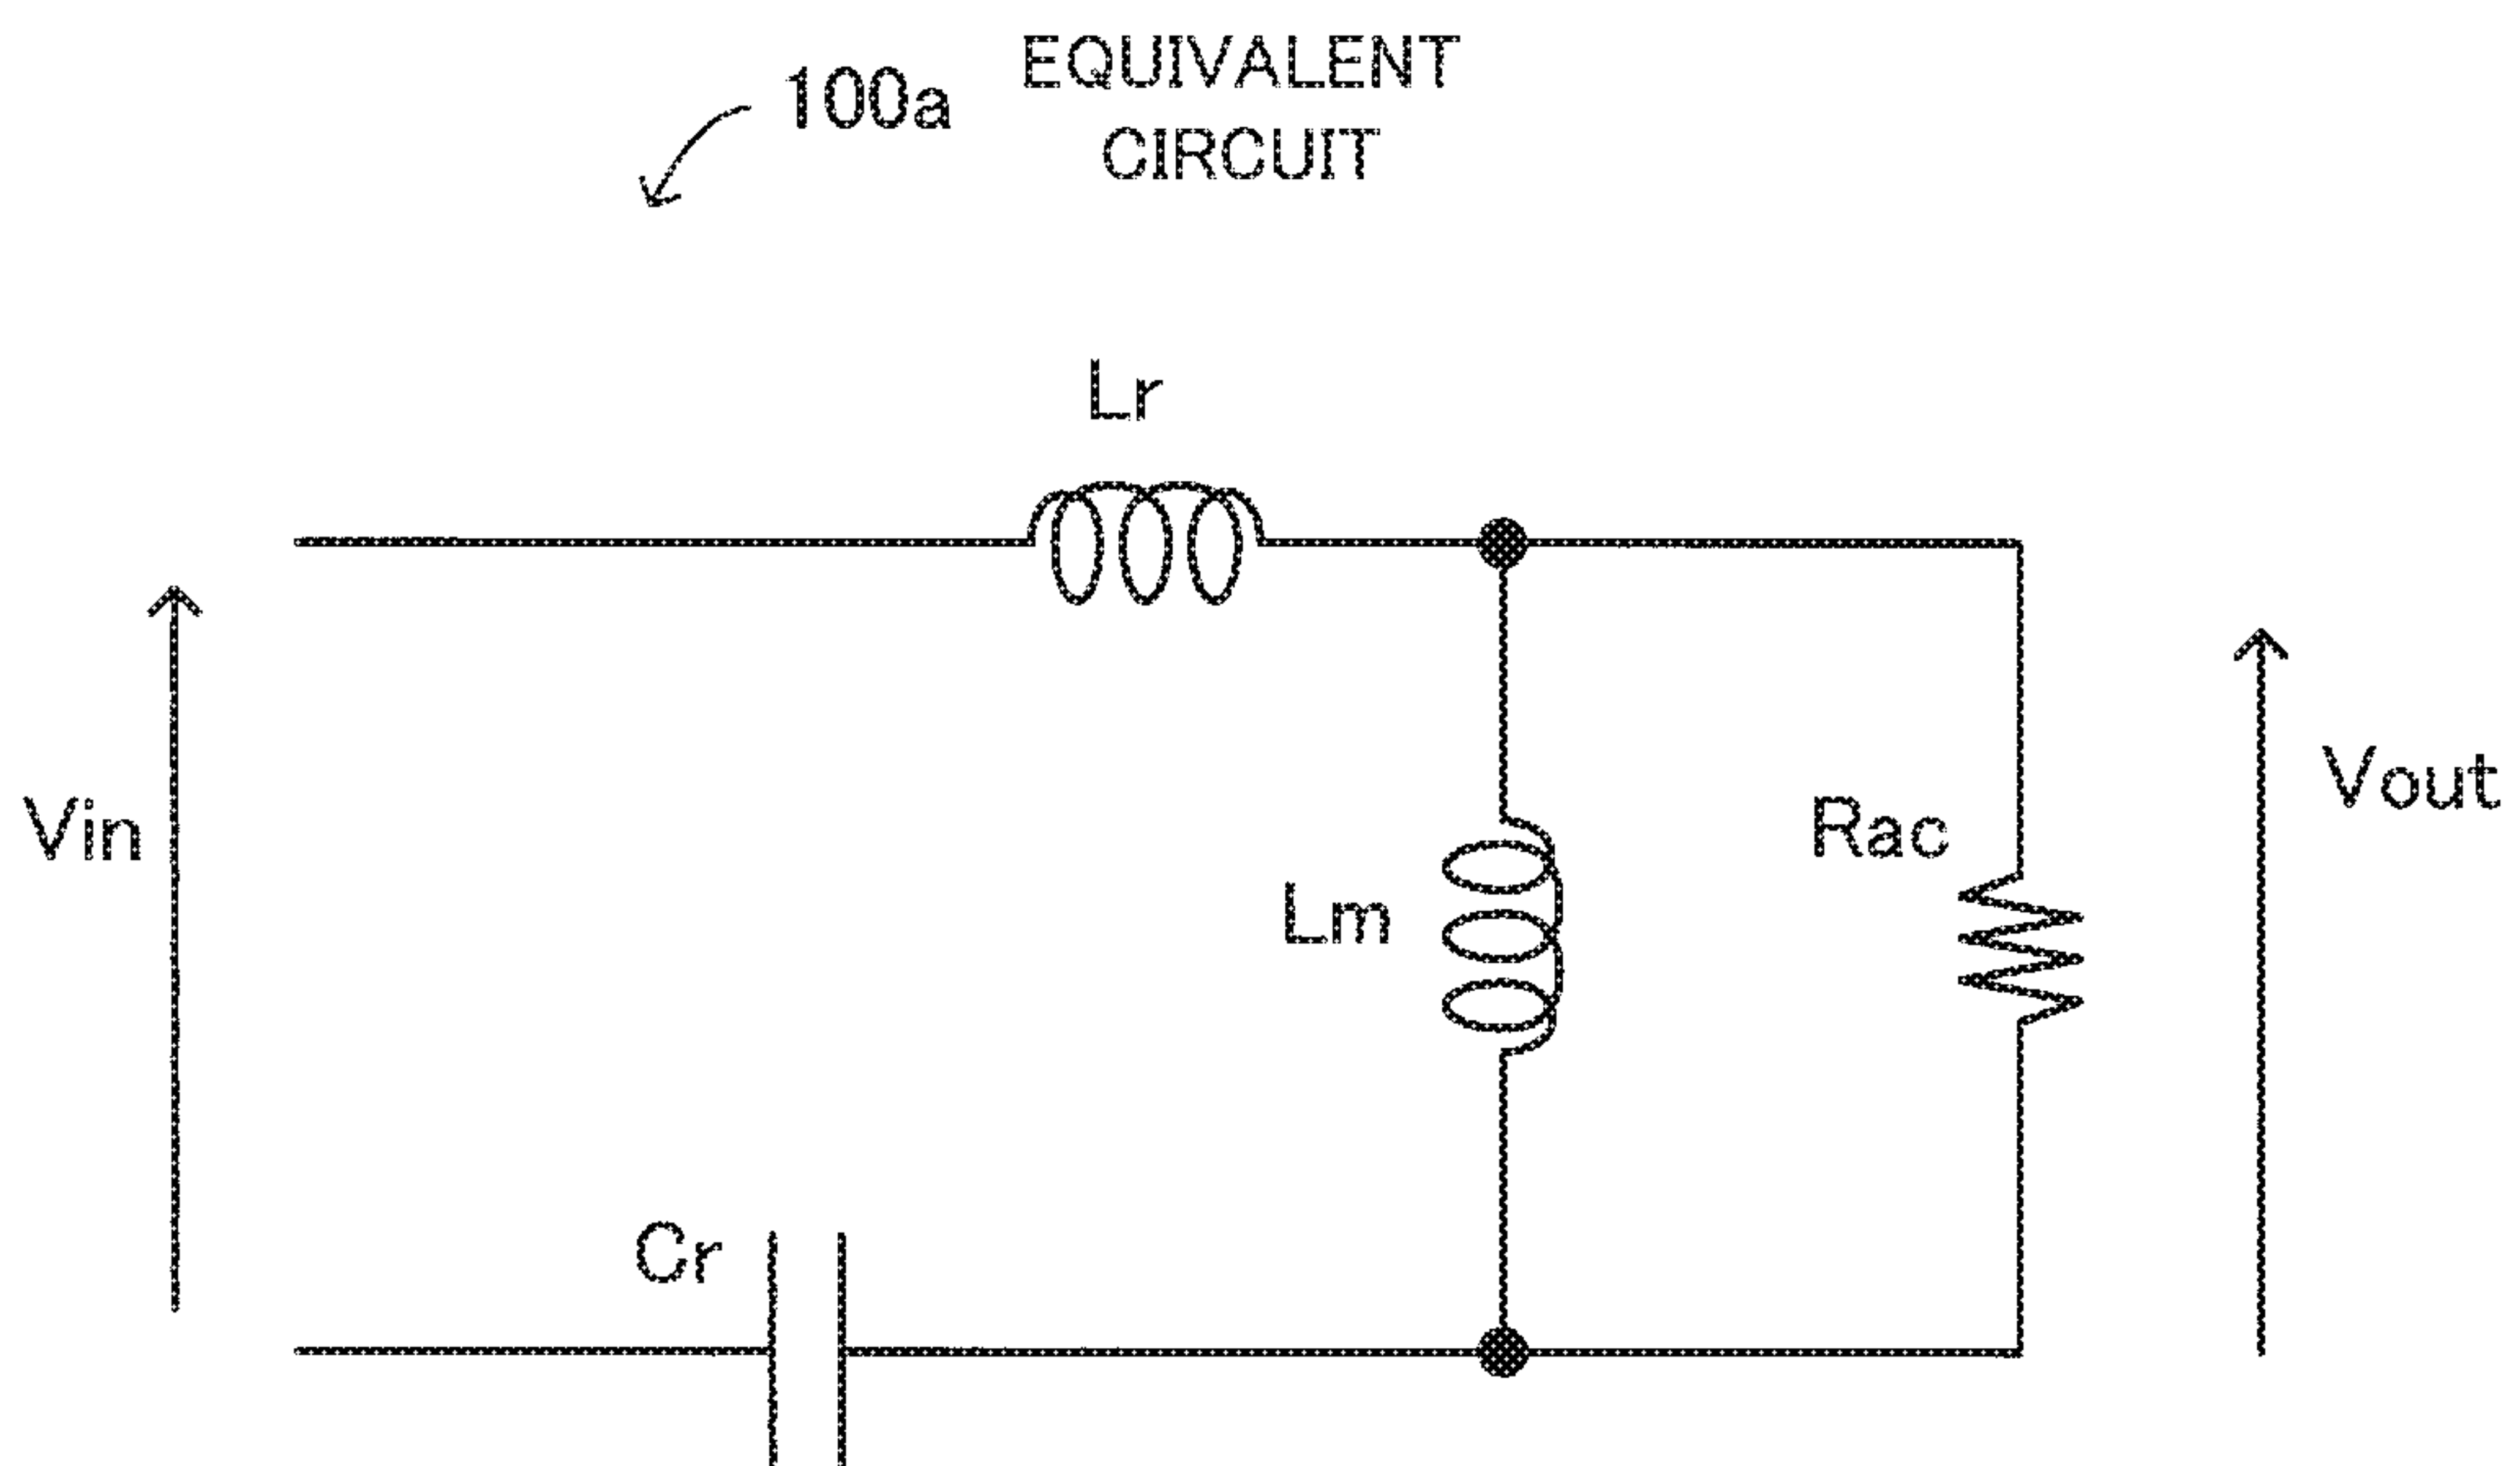 100a
EQUIVALENT
CIRCUIT
Lr
Vin
Lm
Rac
Vout
Cr